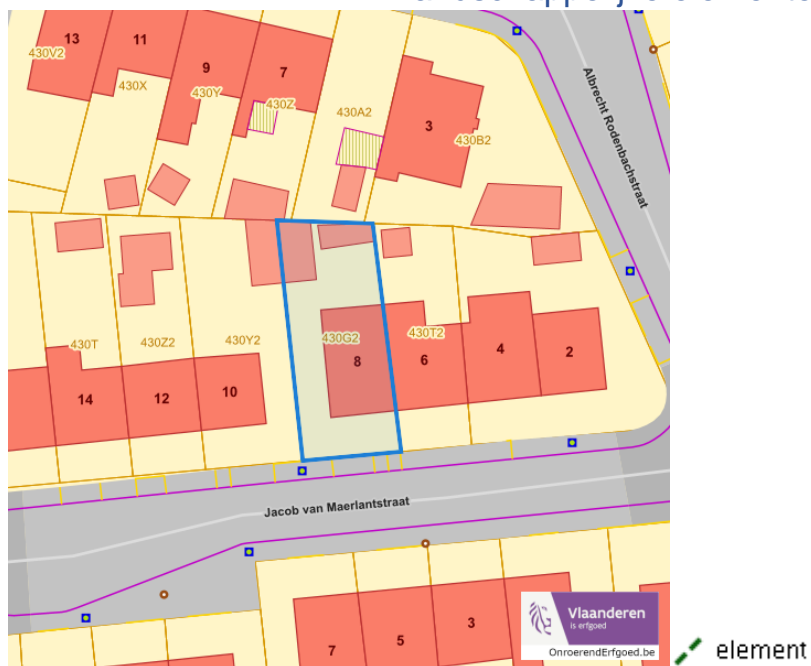 13
11
9
7
430V2
430X
430Y
430Z
430A2
3
430B2
Albrecht Rodenbachstraat
430T
430Z2
430Y2
430G2
430T2
14
12
10
8
6
4
2
Jacob van Maerlantstraat
7
5
3
Vlaanderen
is erfgoed
OnroerendErfgoed.be
element